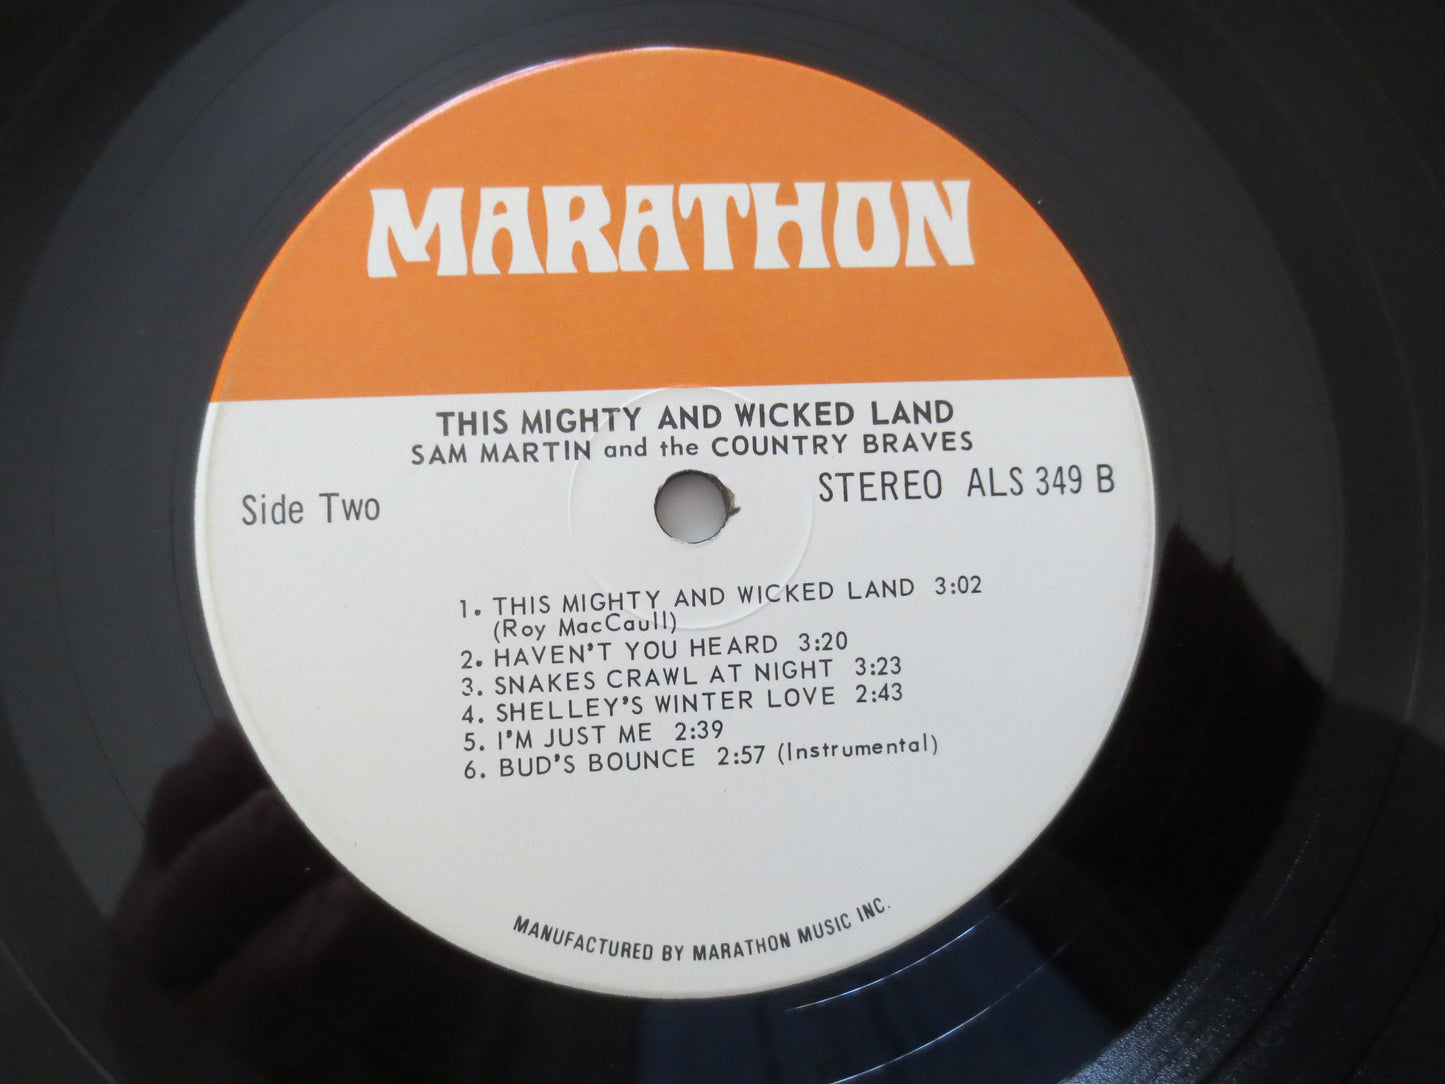 MARATHON
THIS MIGHTY AND WICKED LAND
SAM MARTIN and the COUNTRY BRAVES
Side Two
STEREO ALS 349 B
1. THIS MIGHTY AND WICKED LAND 3:02
(Roy MacCaull)
2. HAVEN'T YOU HEARD 3:20
3. SNAKES CRAWL AT NIGHT 3:23
4. SHELLEY'S WINTER LOVE 2:43
5. I'M JUST ME 2:39
6. BUD'S BOUNCE 2:57 (Instrumental)
MANUFACTURED BY MARATHON MUSIC INC.